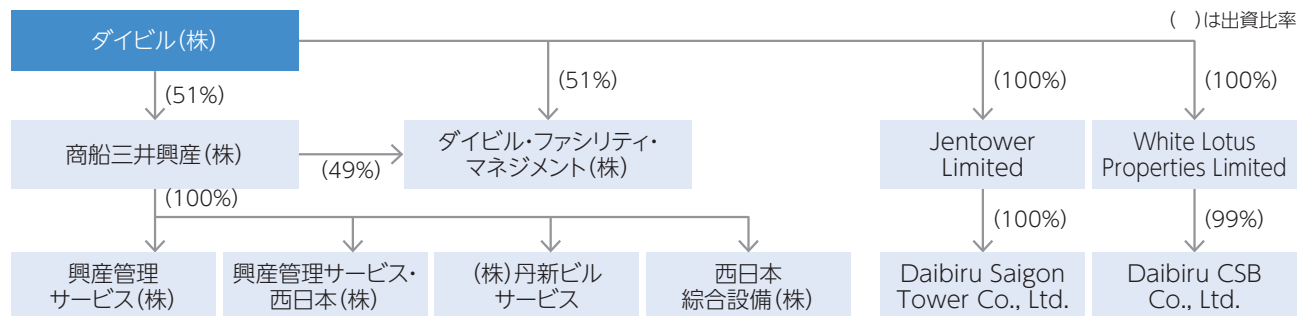 ( )は出資比率
ダイビル(株)
(51%)
(51%)
(100%)
(100%)
商船三井興産(株)
(49%)
ダイビル・ファシリティ・
マネジメント(株)
Jentower
Limited
White Lotus
Properties Limited
(100%)
(100%)
(99%)
興産管理
サービス(株)
興産管理サービス・
西日本(株)
(株)丹新ビル
サービス
西日本
綜合設備(株)
Daibiru Saigon
Tower Co., Ltd.
Daibiru CSB
Co., Ltd.